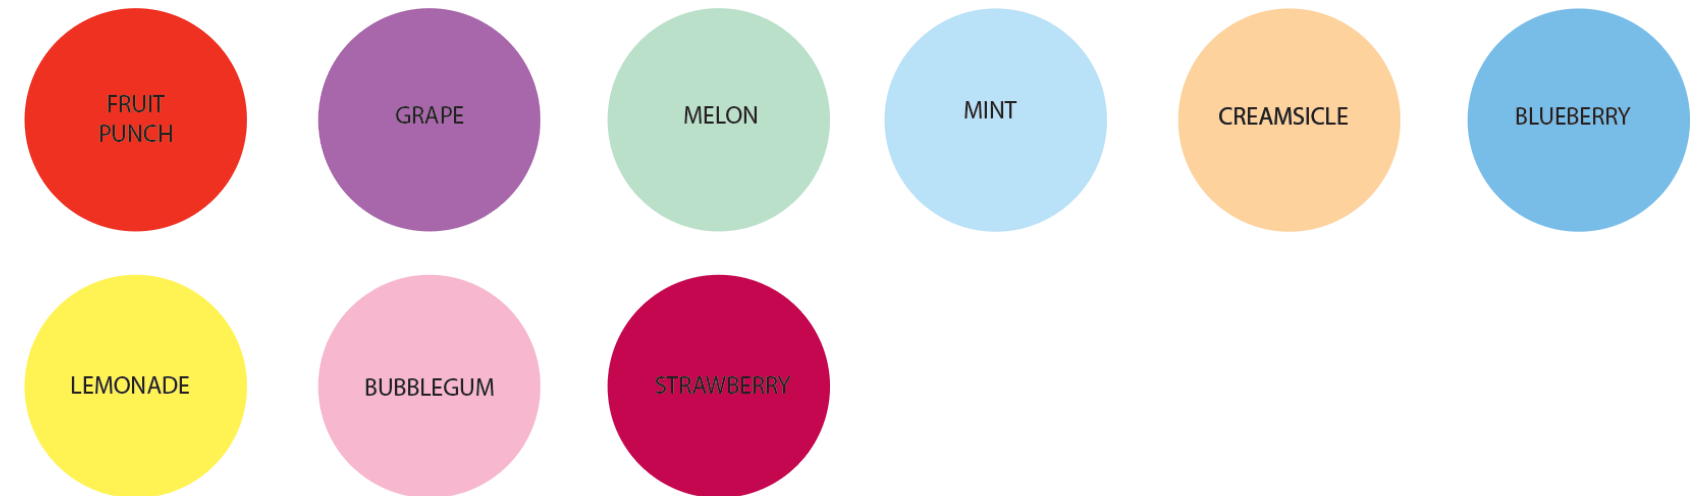 FRUIT
PUNCH
GRAPE
MELON
MINT
CREAMSICLE
BLUEBERRY
LEMONADE
BUBBLEGUM
STRAWBERRY